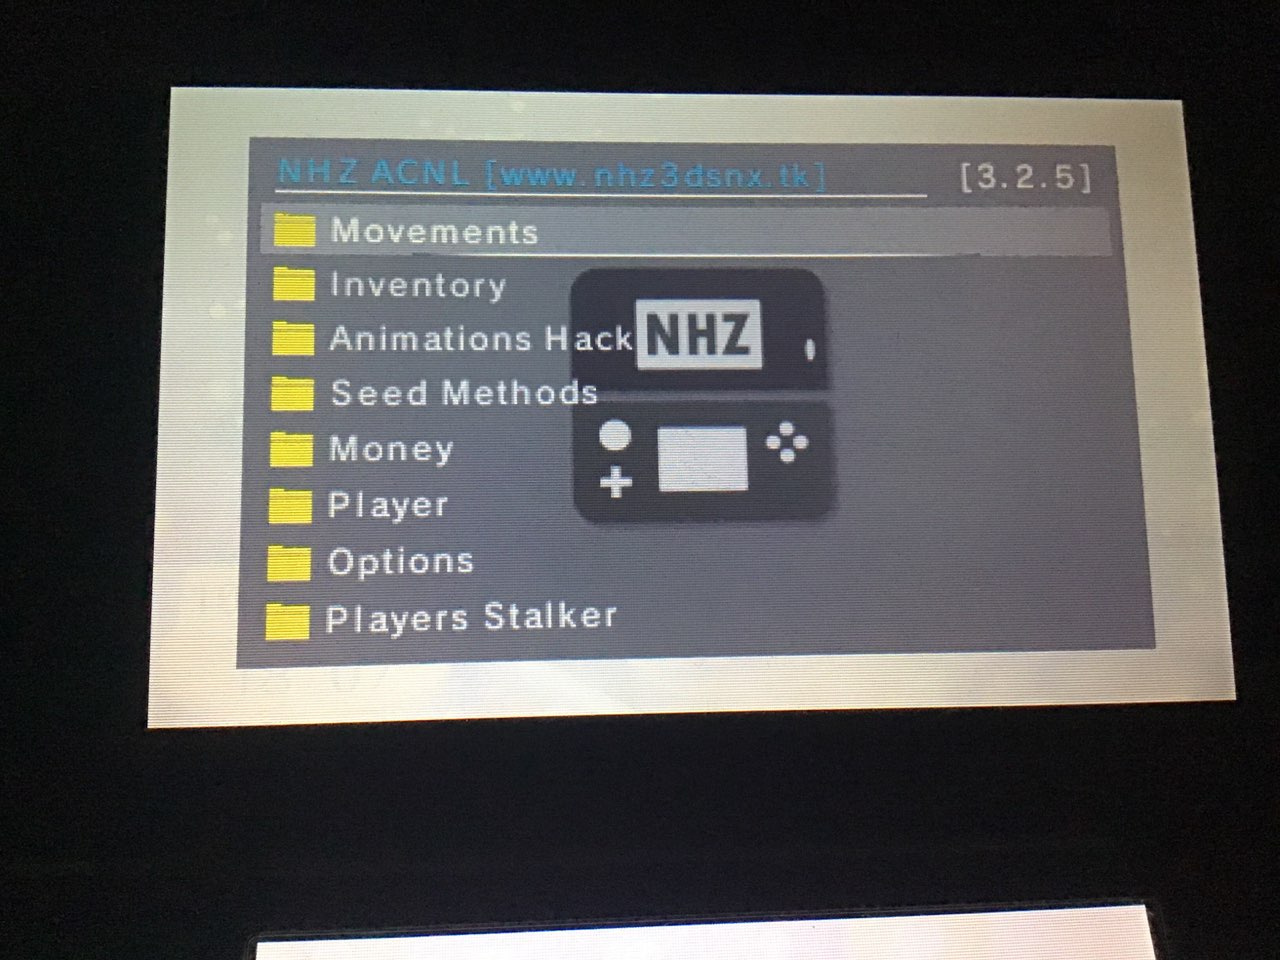 NHZ ACNL [www.nhz3dsnx.tk] [3.2.5]
Movements
Inventory
Animations Hack
NHZ
Seed Methods
Money
Player
Options
Players Stalker